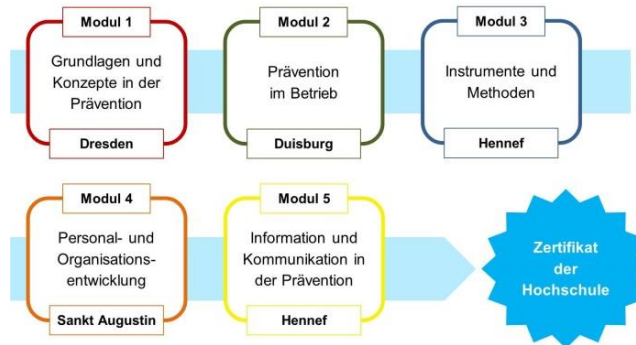 Modul 1
Grundlagen und
Konzepte in der
Prävention
Dresden
Modul 2
Prävention
im Betrieb
Duisburg
Modul 3
Instrumente und
Methoden
Hennef
Modul 4
Personal- und
Organisations-
entwicklung
Sankt Augustin
Modul 5
Information und
Kommunikation in
der Prävention
Hennef
Zertifikat
der
Hochschule